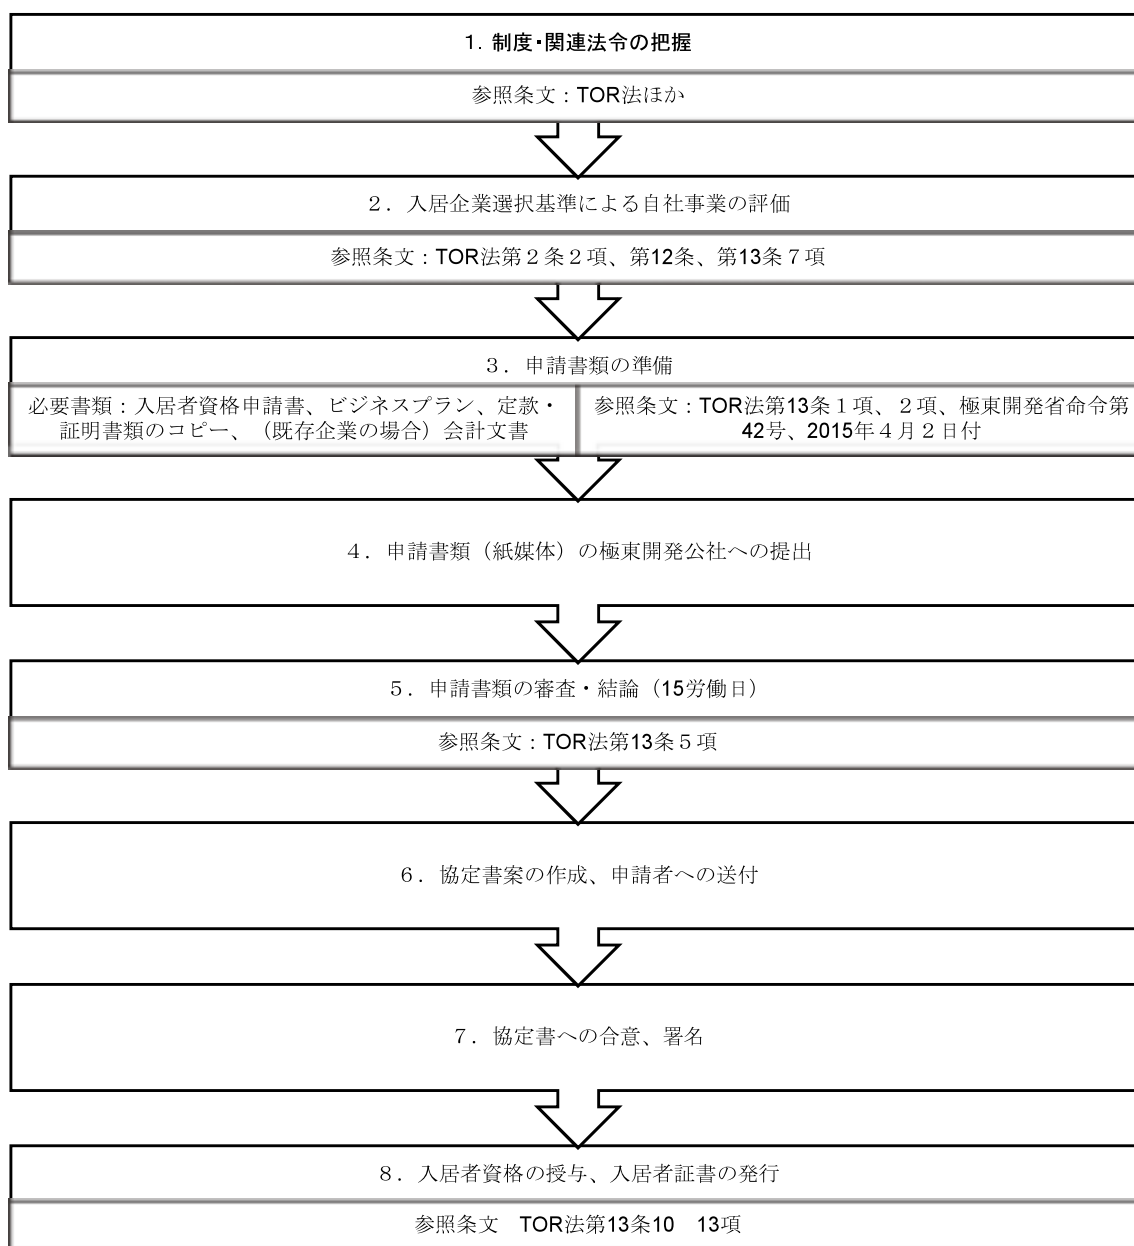 １．制度・関連法令の把握
参照条文：TOR法ほか
２．入居企業選択基準による自社事業の評価
参照条文：TOR法第２条２項、第12条、第13条７項
３．申請書類の準備
必要書類：入居者資格申請書、ビジネスプラン、定款・
証明書類のコピー、（既存企業の場合）会計文書
参照条文：TOR法第13条１項、２項、極東開発省命令第
42号、2015年４月２日付
４．申請書類（紙媒体）の極東開発公社への提出
５．申請書類の審査・結論（15労働日）
参照条文：TOR法第13条５項
６．協定書案の作成、申請者への送付
７．協定書への合意、署名
８．入居者資格の授与、入居者証書の発行
参照条文　TOR法第13条10　13項